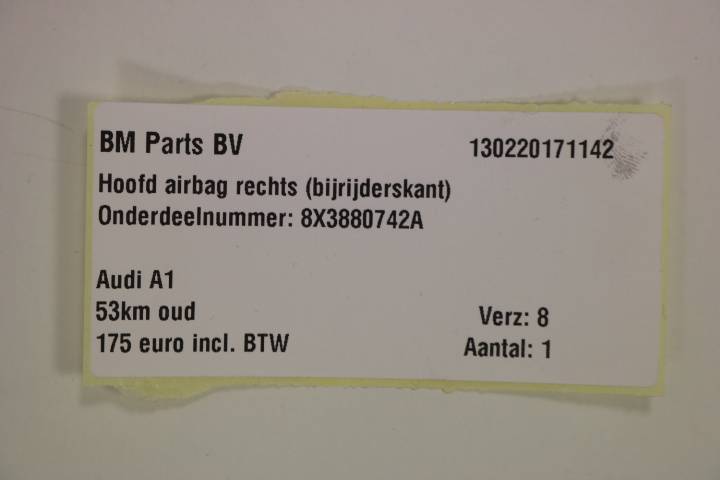 BM Parts BV 130220171142
Hoofd airbag rechts (bijrijderskant)
Onderdeelnummer: 8X3880742A
Audi A1
53km oud Verz: 8
175 euro incl. BTW Aantal: 1